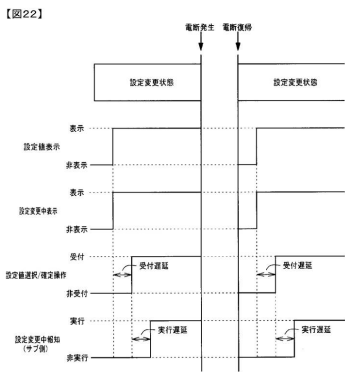 【図22】
電断発生 電断復帰
設定変更状態 設定変更状態
表示
設定値表示
非表示
表示
設定変更中表示
非表示
受付
受付遅延 受付遅延
設定値選択/確定操作
非受付
実行
実行遅延 実行遅延
設定変更中報知
(サブ側)
非実行